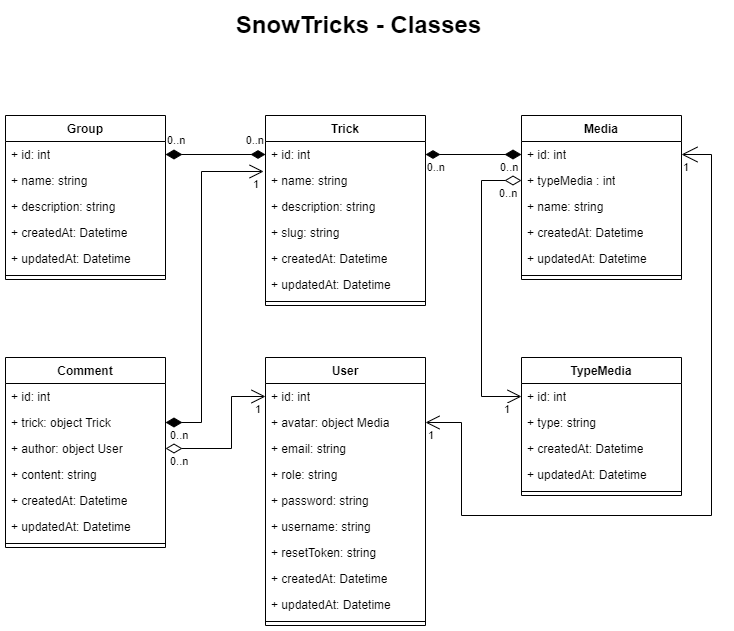 SnowTricks - Classes
Group
+ id: int
+ name: string
+ description: string
+ createdAt: Datetime
+ updatedAt: Datetime
0..n
0..n
Trick
+ id: int
+ name: string
+ description: string
+ slug: string
+ createdAt: Datetime
+ updatedAt: Datetime
1
0..n
0..n
Media
+ id: int
+ typeMedia : int
+ name: string
+ createdAt: Datetime
+ updatedAt: Datetime
0..n
1
Comment
+ id: int
+ trick: object Trick
+ author: object User
+ content: string
+ createdAt: Datetime
+ updatedAt: Datetime
0..n
0..n
1
User
+ id: int
+ avatar: object Media
+ email: string
+ role: string
+ password: string
+ username: string
+ resetToken: string
+ createdAt: Datetime
+ updatedAt: Datetime
1
1
TypeMedia
+ id: int
+ type: string
+ createdAt: Datetime
+ updatedAt: Datetime